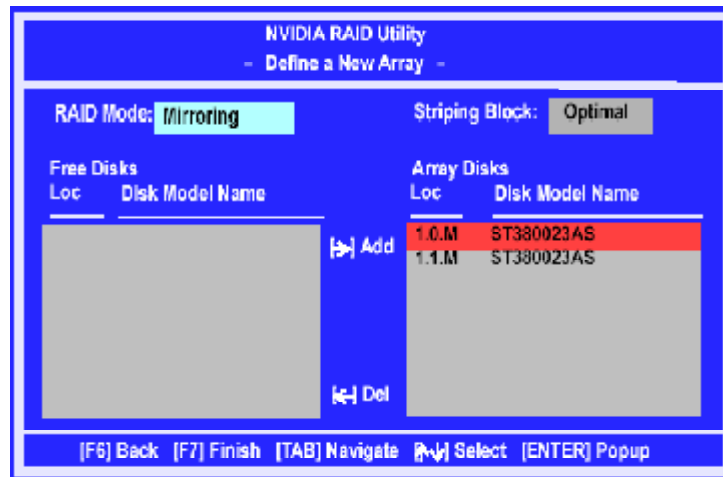 NVIDIA RAID Utility
- Define a New Array -
RAID Mode: Mirroring
Striping Block: Optimal
Free Disks
Loc Disk Model Name
Array Disks
Loc Disk Model Name
1.0.M ST380023AS
1.1.M ST380023AS
[→] Add
[←] Del
[F6] Back [F7] Finish [TAB] Navigate [↑↓] Select [ENTER] Popup